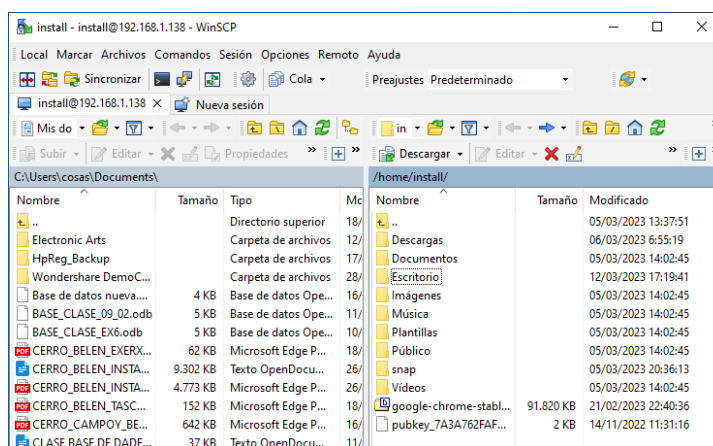 install - install@192.168.1.138 - WinSCP
Local Marcar Archivos Comandos Sesión Opciones Remoto Ayuda
Sincronizar Cola Preajustes Predeterminado
install@192.168.1.138 × Nueva sesión
Mis do in
Subir Editar Propiedades » » Descargar Editar »
C:\Users\cosas\Documents\ /home/install/
Nombre Tamaño Tipo Mc Nombre Tamaño Modificado
.. Directorio superior 18/ .. 05/03/2023 13:37:51
Electronic Arts Carpeta de archivos 12/ Descargas 06/03/2023 6:55:19
HpReg_Backup Carpeta de archivos 17/ Documentos 05/03/2023 14:02:45
Wondershare DemoC... Carpeta de archivos 28/ Escritorio 12/03/2023 17:19:41
Base de datos nueva.... 4 KB Base de datos Ope... 16/ Imágenes 05/03/2023 14:02:45
BASE_CLASE_09_02.odb 5 KB Base de datos Ope... 11/ Música 05/03/2023 14:02:45
BASE_CLASE_EX6.odb 5 KB Base de datos Ope... 10/ Plantillas 05/03/2023 14:02:45
CERRO_BELEN_EXERX... 62 KB Microsoft Edge P... 18/ Público 05/03/2023 14:02:45
CERRO_BELEN_INSTA... 9.302 KB Texto OpenDocu... 26/ snap 05/03/2023 20:36:13
CERRO_BELEN_INSTA... 4.773 KB Microsoft Edge P... 26/ Vídeos 05/03/2023 14:02:45
CERRO_BELEN_TASC... 152 KB Microsoft Edge P... 18/ google-chrome-stabl... 91.820 KB 21/02/2023 22:40:36
CERRO_CAMPOY_BE... 642 KB Microsoft Edge P... 16/ pubkey_7A3A762FAF... 2 KB 14/11/2022 11:31:16
CLASE BASE DE DADE... 37 KB Texto OpenDocu... 11/